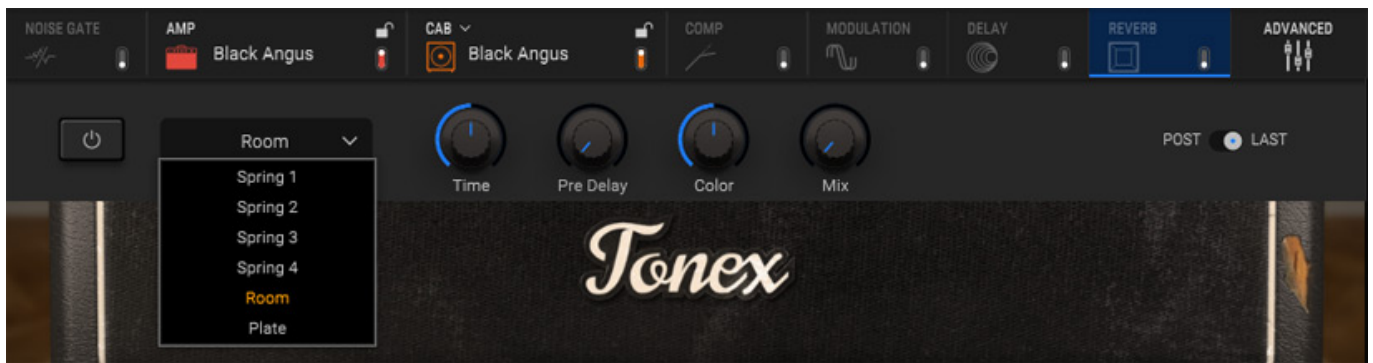 NOISE GATE
AMP
Black Angus
CAB
Black Angus
COMP
MODULATION
DELAY
REVERB
ADVANCED
Room
Time
Pre Delay
Color
Mix
POST
LAST
Spring 1
Spring 2
Spring 3
Spring 4
Room
Plate
Tonex